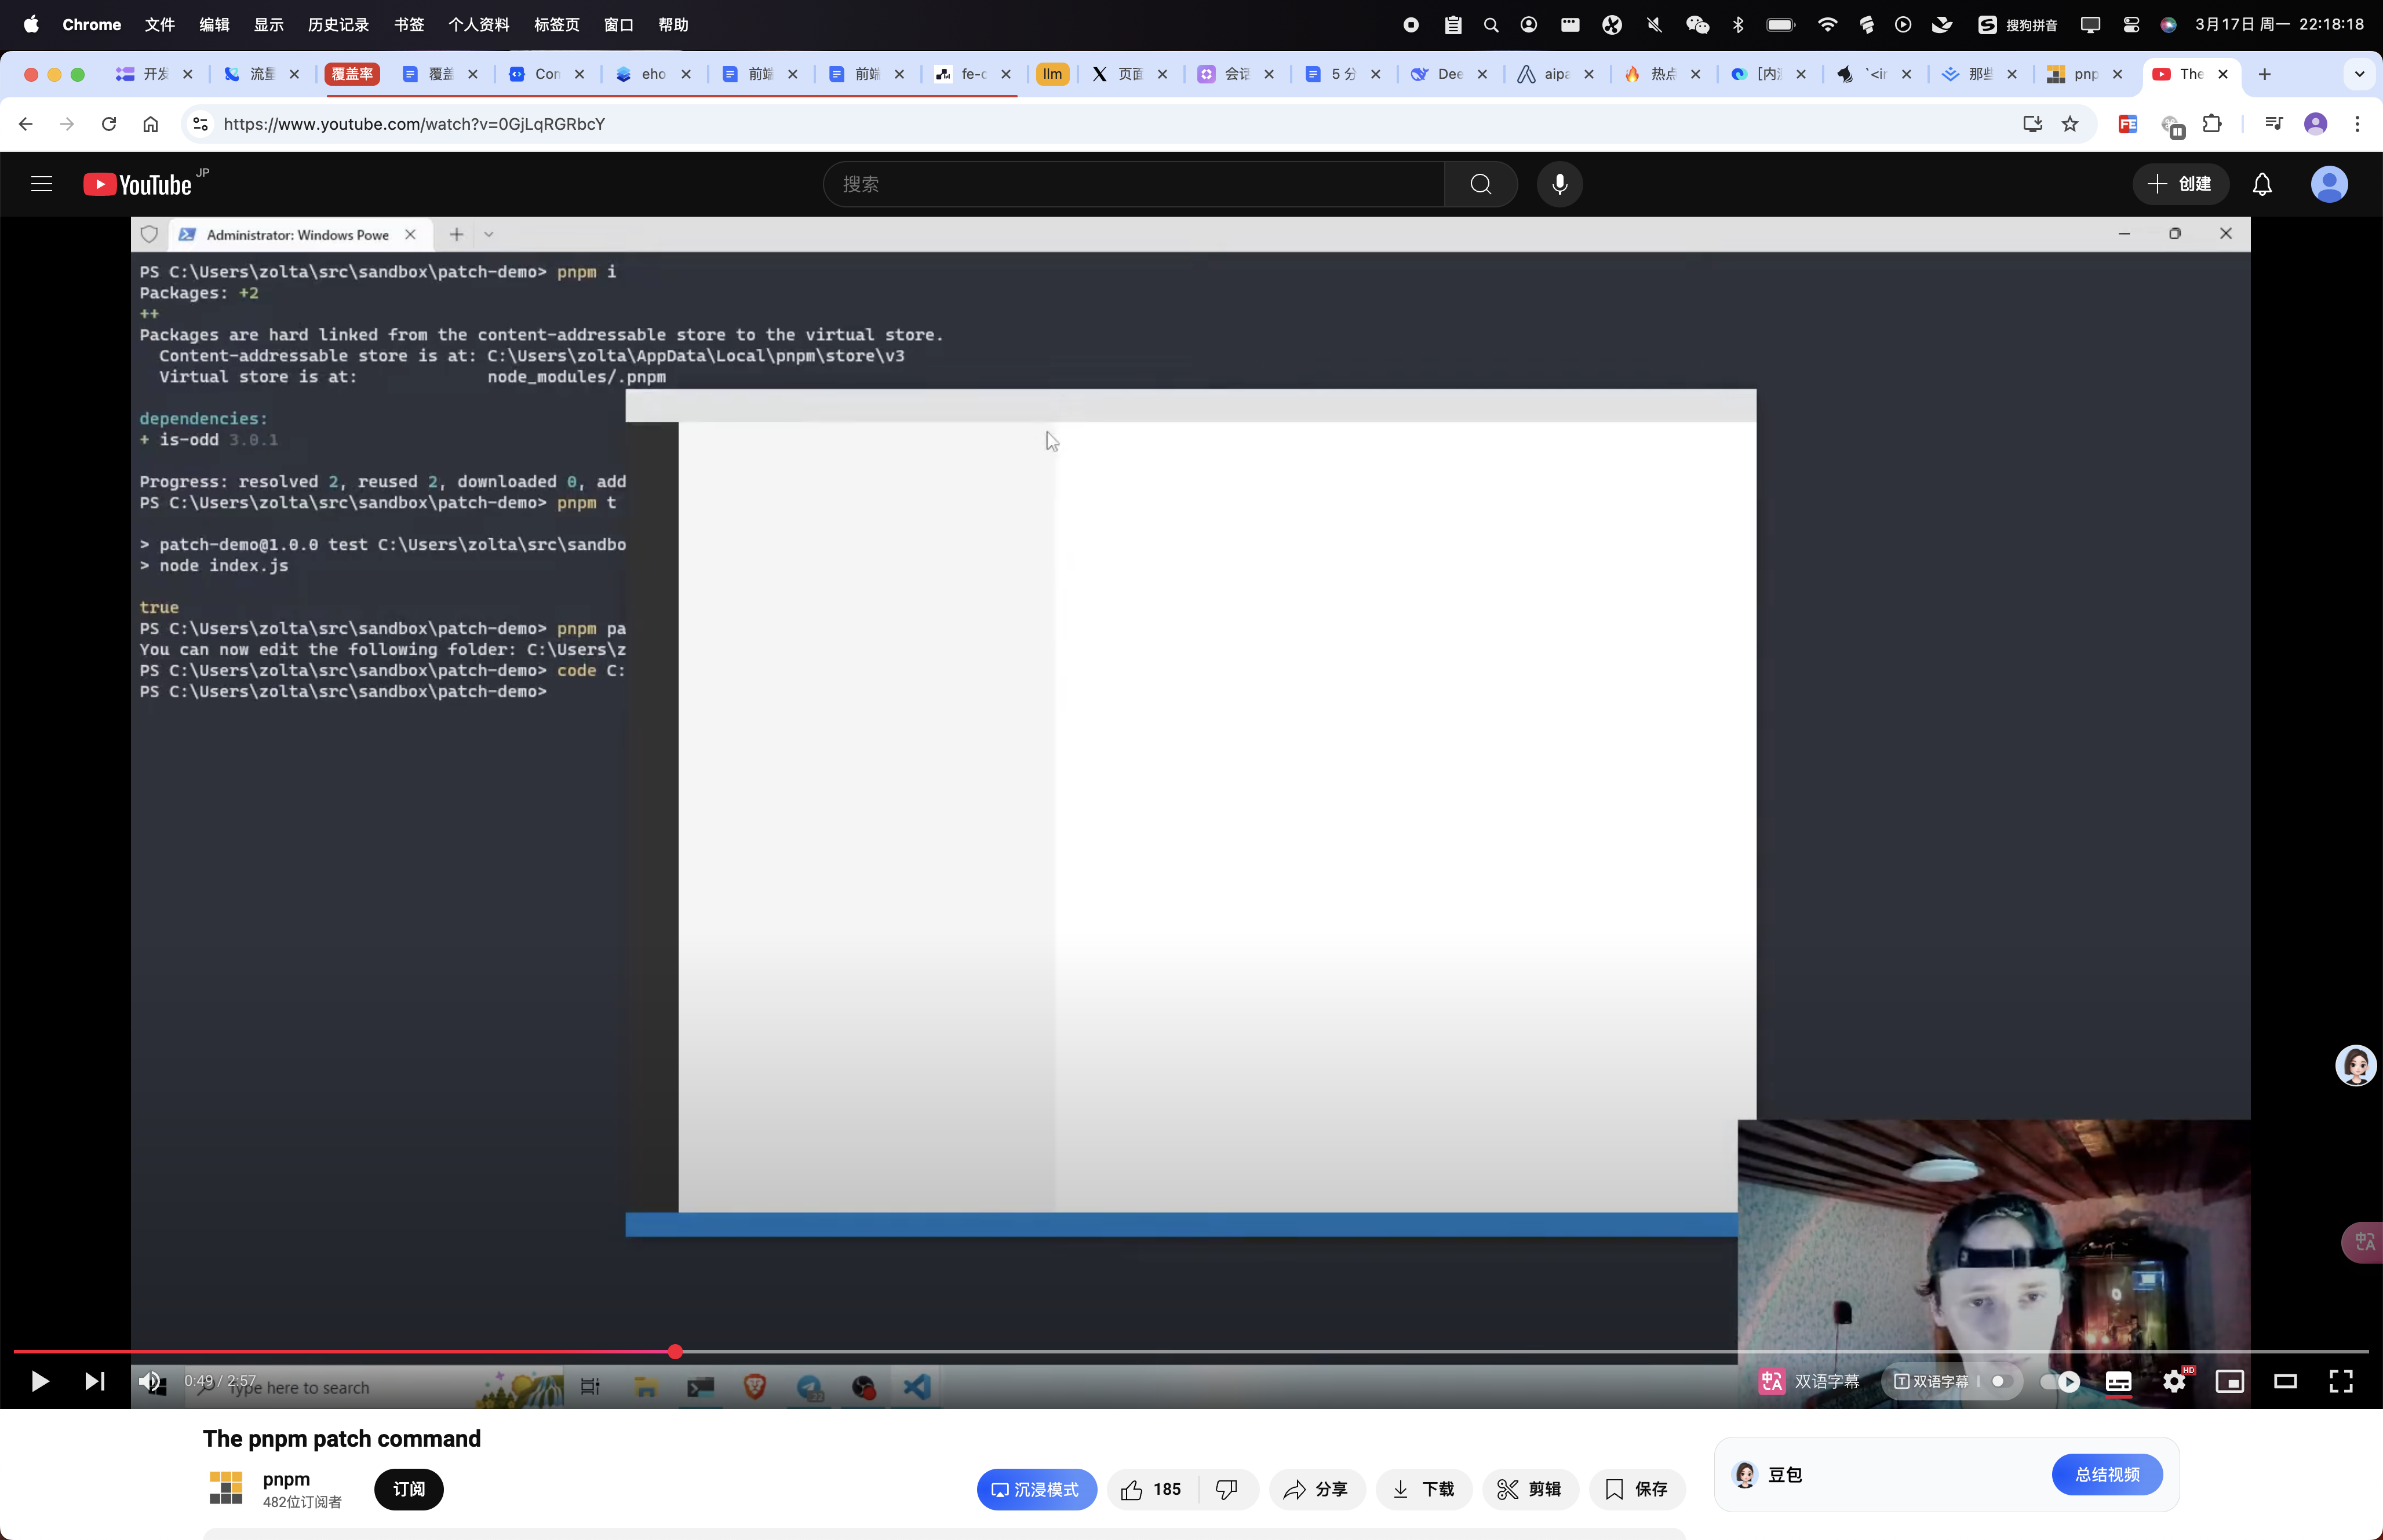 Chrome 文件 编辑 显示 历史记录 书签 个人资料 标签页 窗口 帮助
搜狗拼音 3月17日 周一 22:18:18
开发 流量 覆盖率 覆盖 Con eho 前端 前端 fe-c llm 页面 会话 5 分 Dee aipa 热点 [内 `<ir 那些 pnp The
https://www.youtube.com/watch?v=0GjLqRGRbcY
YouTube JP
搜索
创建
Administrator: Windows Powe
PS C:\Users\zolta\src\sandbox\patch-demo> pnpm i
Packages: +2
++
Packages are hard linked from the content-addressable store to the virtual store.
Content-addressable store is at: C:\Users\zolta\AppData\Local\pnpm\store\v3
Virtual store is at: node_modules/.pnpm
dependencies:
+ is-odd 3.0.1
Progress: resolved 2, reused 2, downloaded 0, add
PS C:\Users\zolta\src\sandbox\patch-demo> pnpm t
> patch-demo@1.0.0 test C:\Users\zolta\src\sandbo
> node index.js
true
PS C:\Users\zolta\src\sandbox\patch-demo> pnpm pa
You can now edit the following folder: C:\Users\z
PS C:\Users\zolta\src\sandbox\patch-demo> code C:
PS C:\Users\zolta\src\sandbox\patch-demo>
0:49 / 2:57
Type here to search
双语字幕 双语字幕 HD
The pnpm patch command
pnpm
482位订阅者
订阅
沉浸模式 185 分享 下载 剪辑 保存
豆包 总结视频